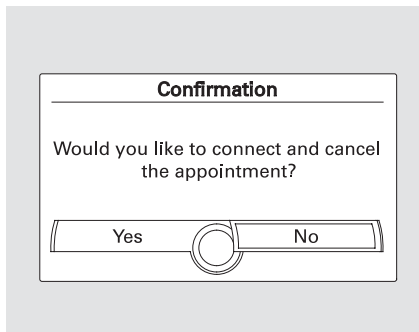 Confirmation
Would you like to connect and cancel
the appointment?
Yes
No